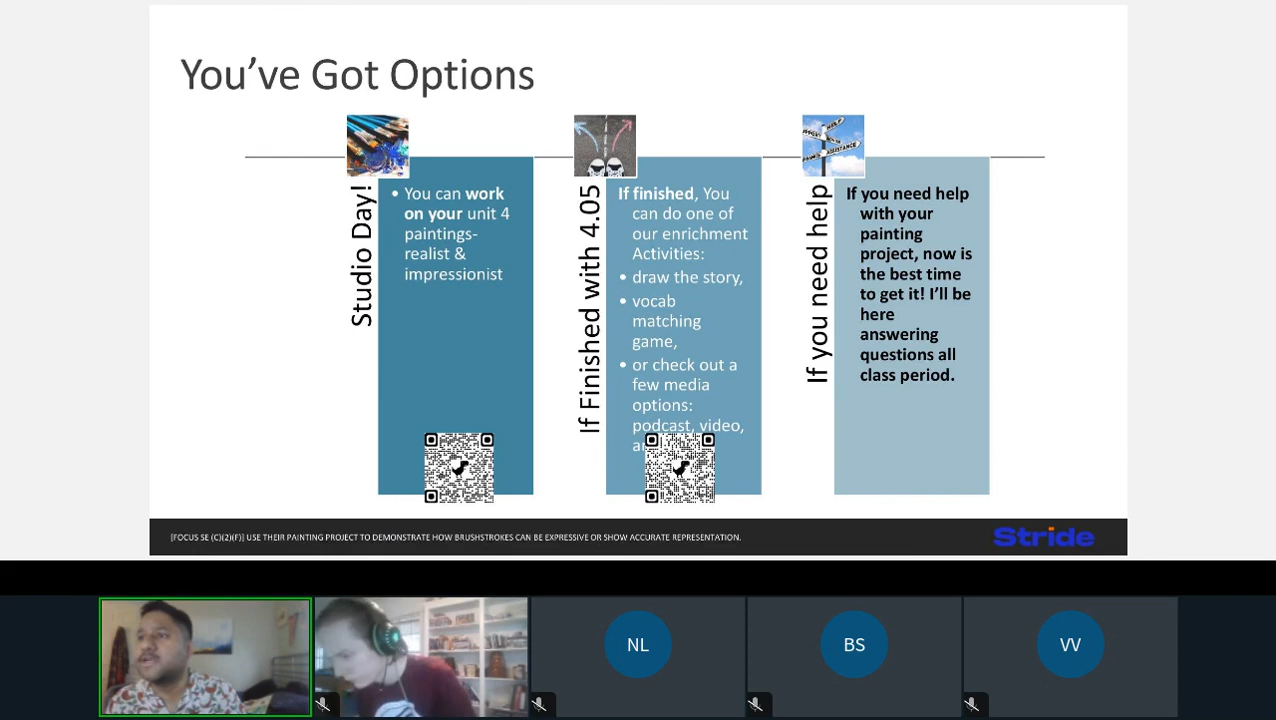 You've Got Options
Studio Day!
• You can work
on your unit 4
paintings-
realist &
impressionist
If Finished with 4.05
If finished, You
can do one of
our enrichment
Activities:
• draw the story,
• vocab
matching
game,
• or check out a
few media
options:
podcast, video,
If you need help
If you need help
with your
painting
project, now is
the best time
to get it! I'll be
here
answering
questions all
class period.
[FOCUS SE (C)(2)(F)] USE THEIR PAINTING PROJECT TO DEMONSTRATE HOW BRUSHSTROKES CAN BE EXPRESSIVE OR SHOW ACCURATE REPRESENTATION.
Stride
HELP
ASSISTANCE
NL
BS
VV